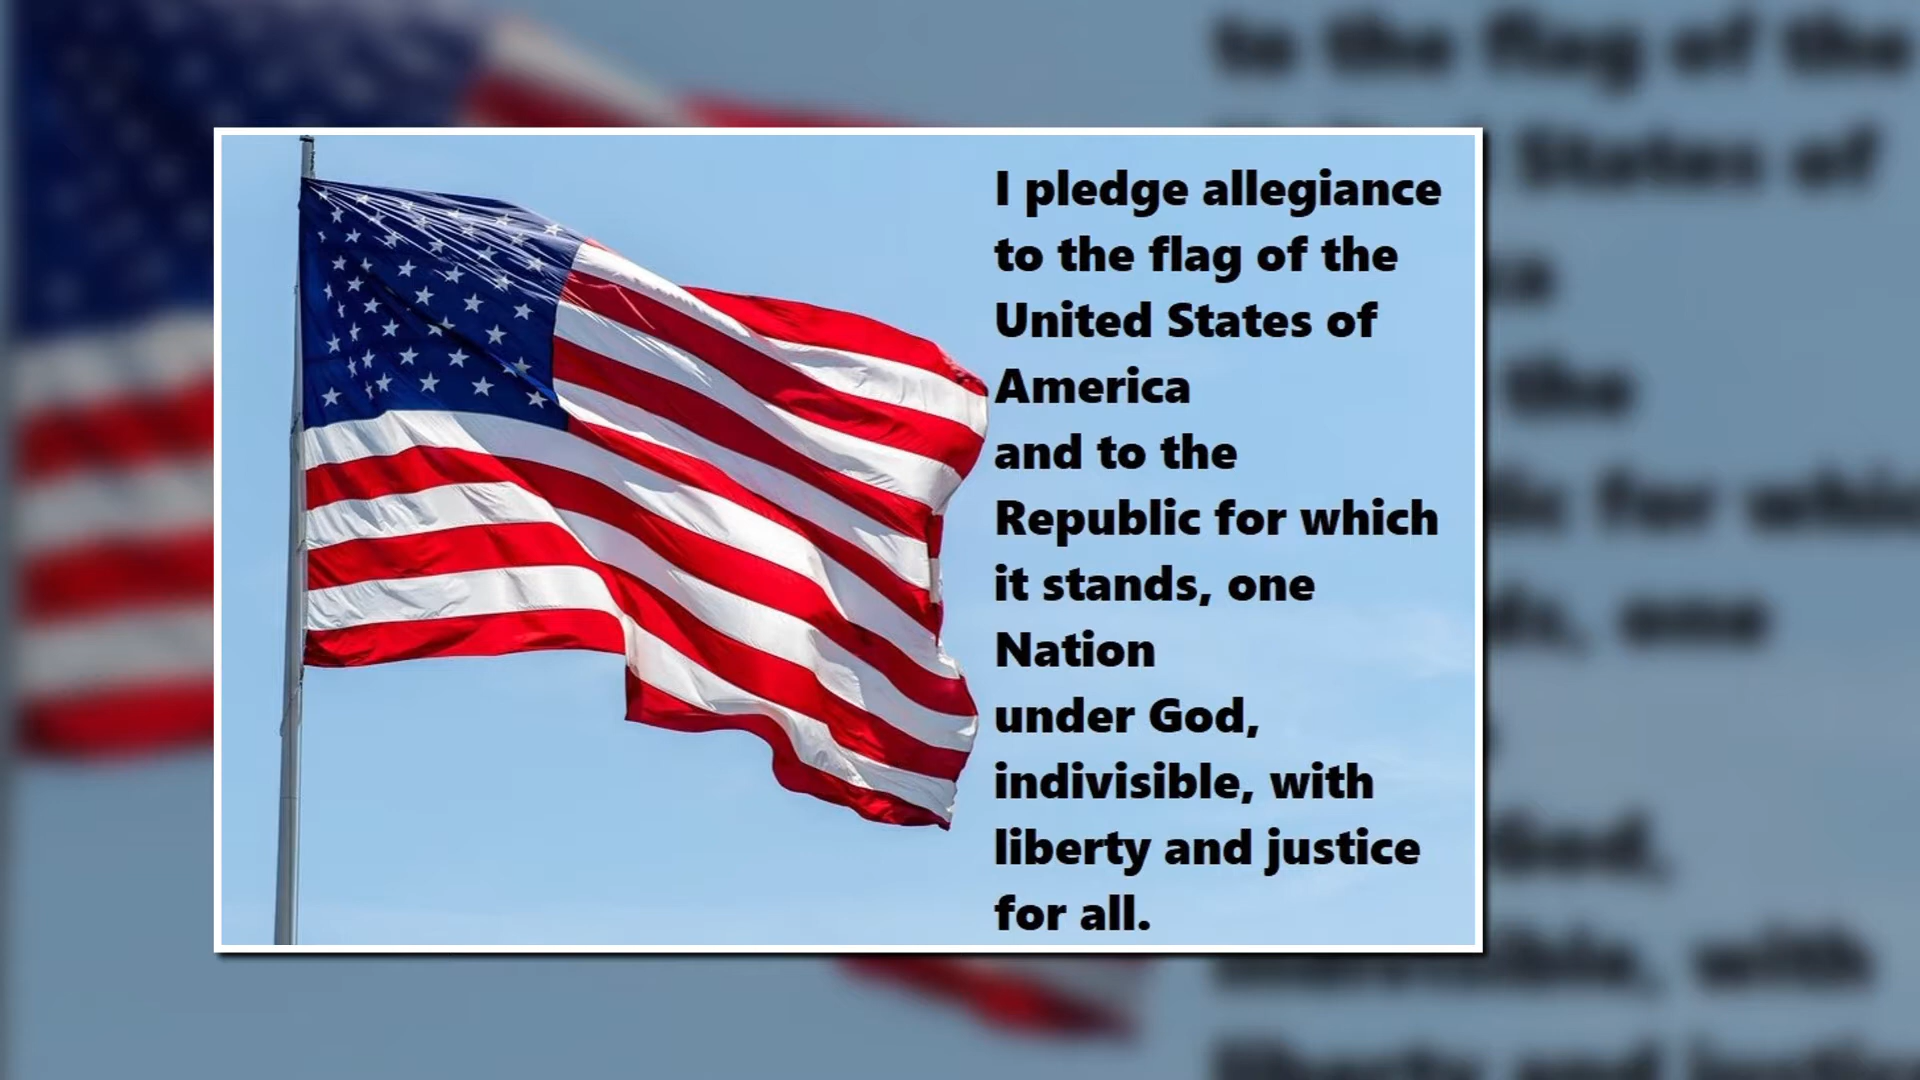 I pledge allegiance
to the flag of the
United States of
America
and to the
Republic for which
it stands, one
Nation
under God,
indivisible, with
liberty and justice
for all.